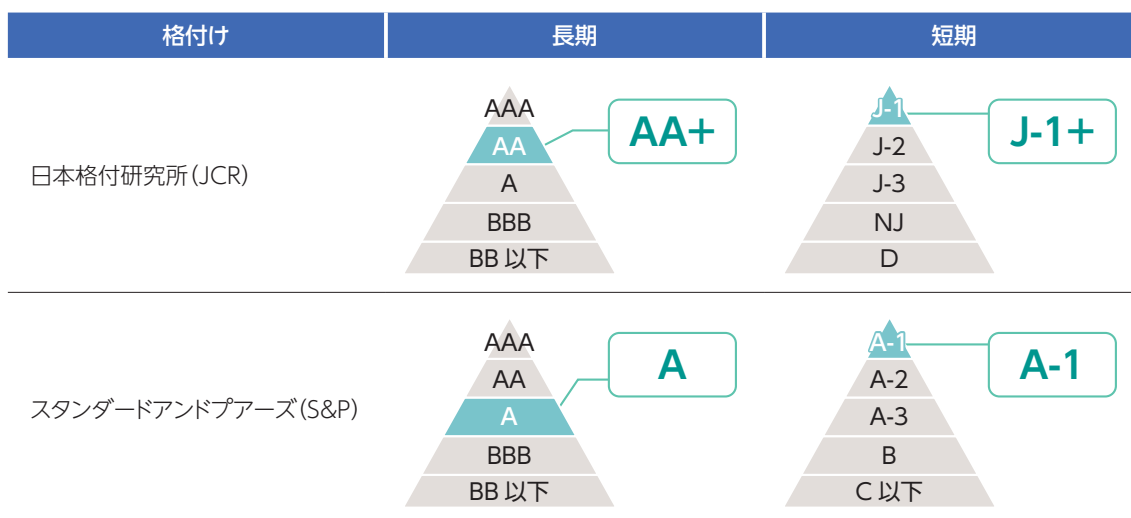 格付け
長期
短期
日本格付研究所(JCR)
AAA
AA
A
BBB
BB 以下
AA+
J-1
J-2
J-3
NJ
D
J-1+
スタンダードアンドプアーズ(S&P)
AAA
AA
A
BBB
BB 以下
A
A-1
A-2
A-3
B
C 以下
A-1